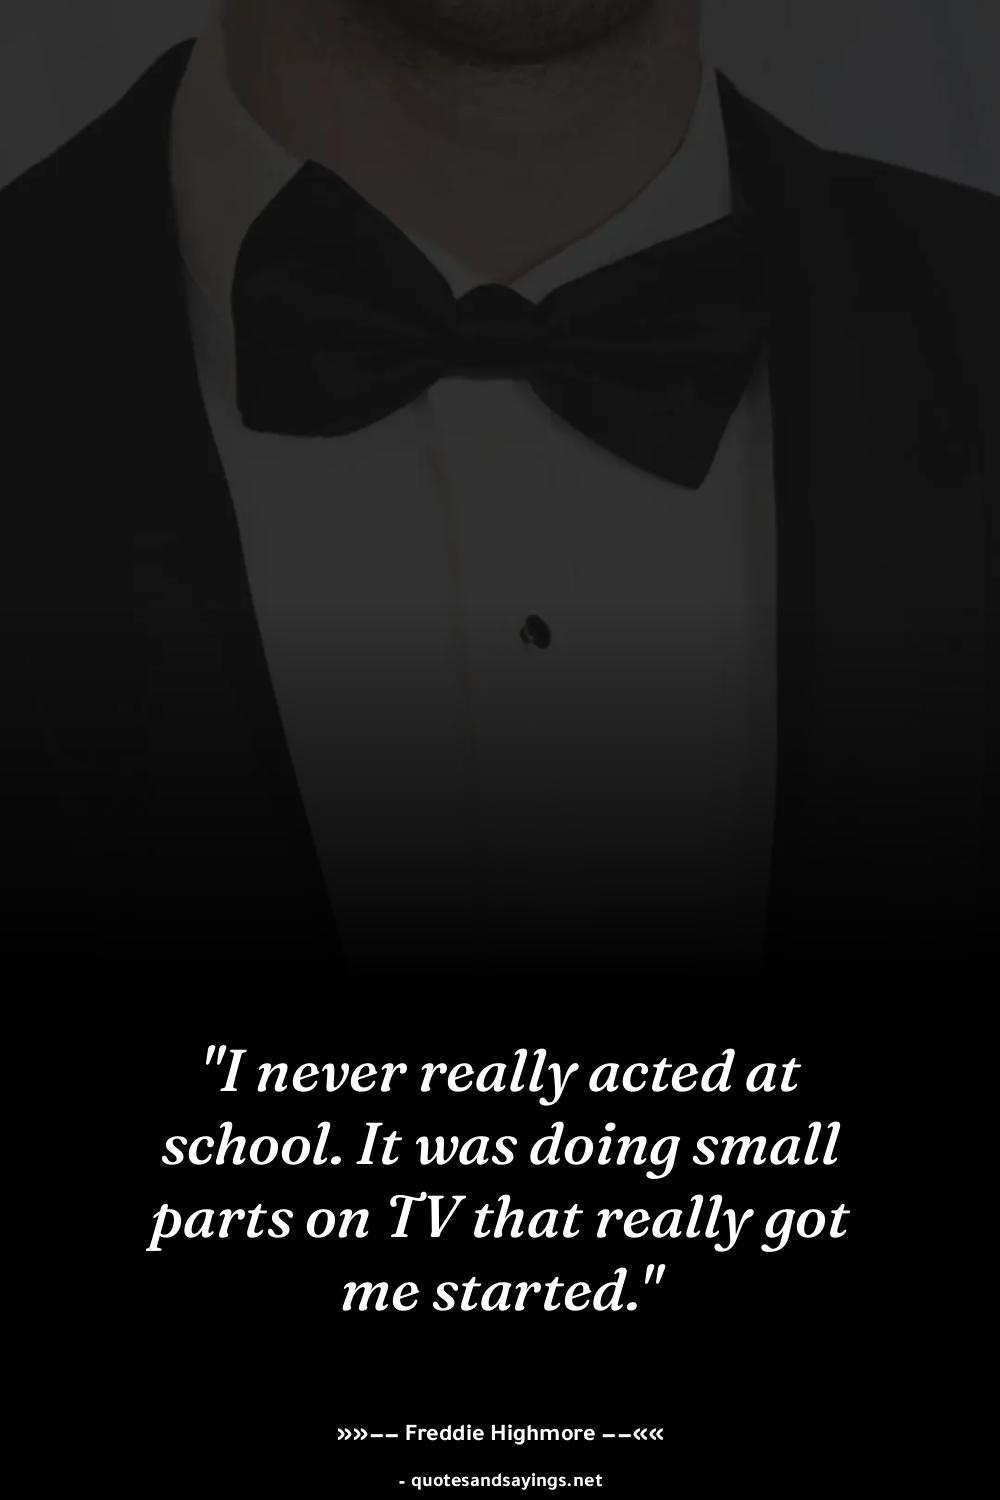 "I never really acted at
school. It was doing small
parts on TV that really got
me started."
»»−− Freddie Highmore −−««
- quotesandsayings.net